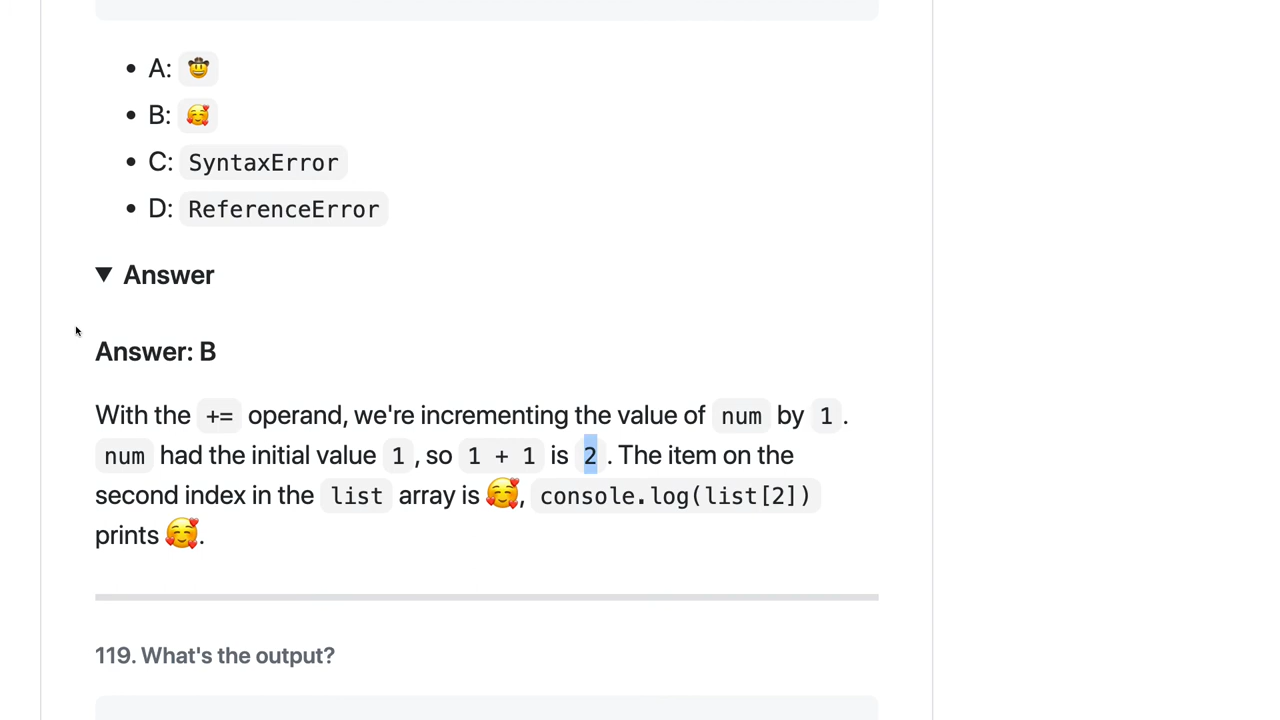 A: 🤠
B: 🥰
C: SyntaxError
D: ReferenceError
▼ Answer
Answer: B
With the += operand, we're incrementing the value of num by 1.
num had the initial value 1, so 1 + 1 is 2. The item on the
second index in the list array is 🥰, console.log(list[2])
prints 🥰.
119. What's the output?